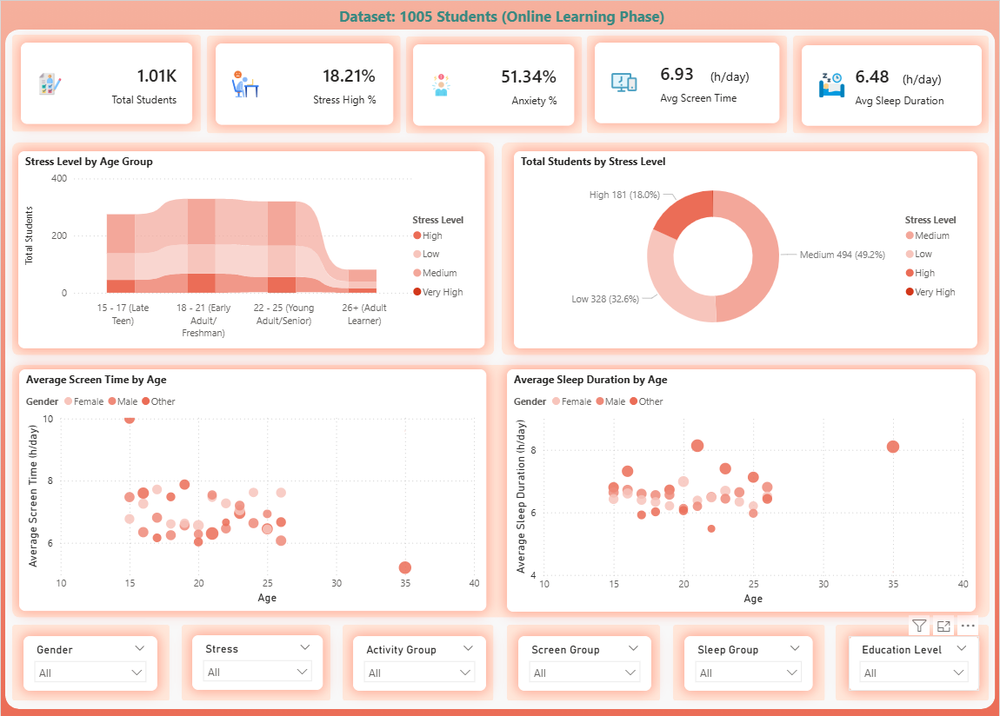 Dataset: 1005 Students (Online Learning Phase)
1.01K
Total Students
18.21%
Stress High %
51.34%
Anxiety %
6.93 (h/day)
Avg Screen Time
6.48 (h/day)
Avg Sleep Duration
Stress Level by Age Group
Total Students
400
200
0
15 - 17 (Late
Teen)
18 - 21 (Early
Adult/
Freshman)
22 - 25 (Young
Adult/Senior)
26+ (Adult
Learner)
Stress Level
High
Low
Medium
Very High
Total Students by Stress Level
High 181 (18.0%)
Medium 494 (49.2%)
Low 328 (32.6%)
Stress Level
Medium
Low
High
Very High
Average Screen Time by Age
Gender Female Male Other
Average Screen Time (h/day)
10
8
6
10 15 20 25 30 35 40
Age
Average Sleep Duration by Age
Gender Female Male Other
Average Sleep Duration (h/day)
8
6
4
10 15 20 25 30 35 40
Age
Gender
All
Stress
All
Activity Group
All
Screen Group
All
Sleep Group
All
Education Level
All